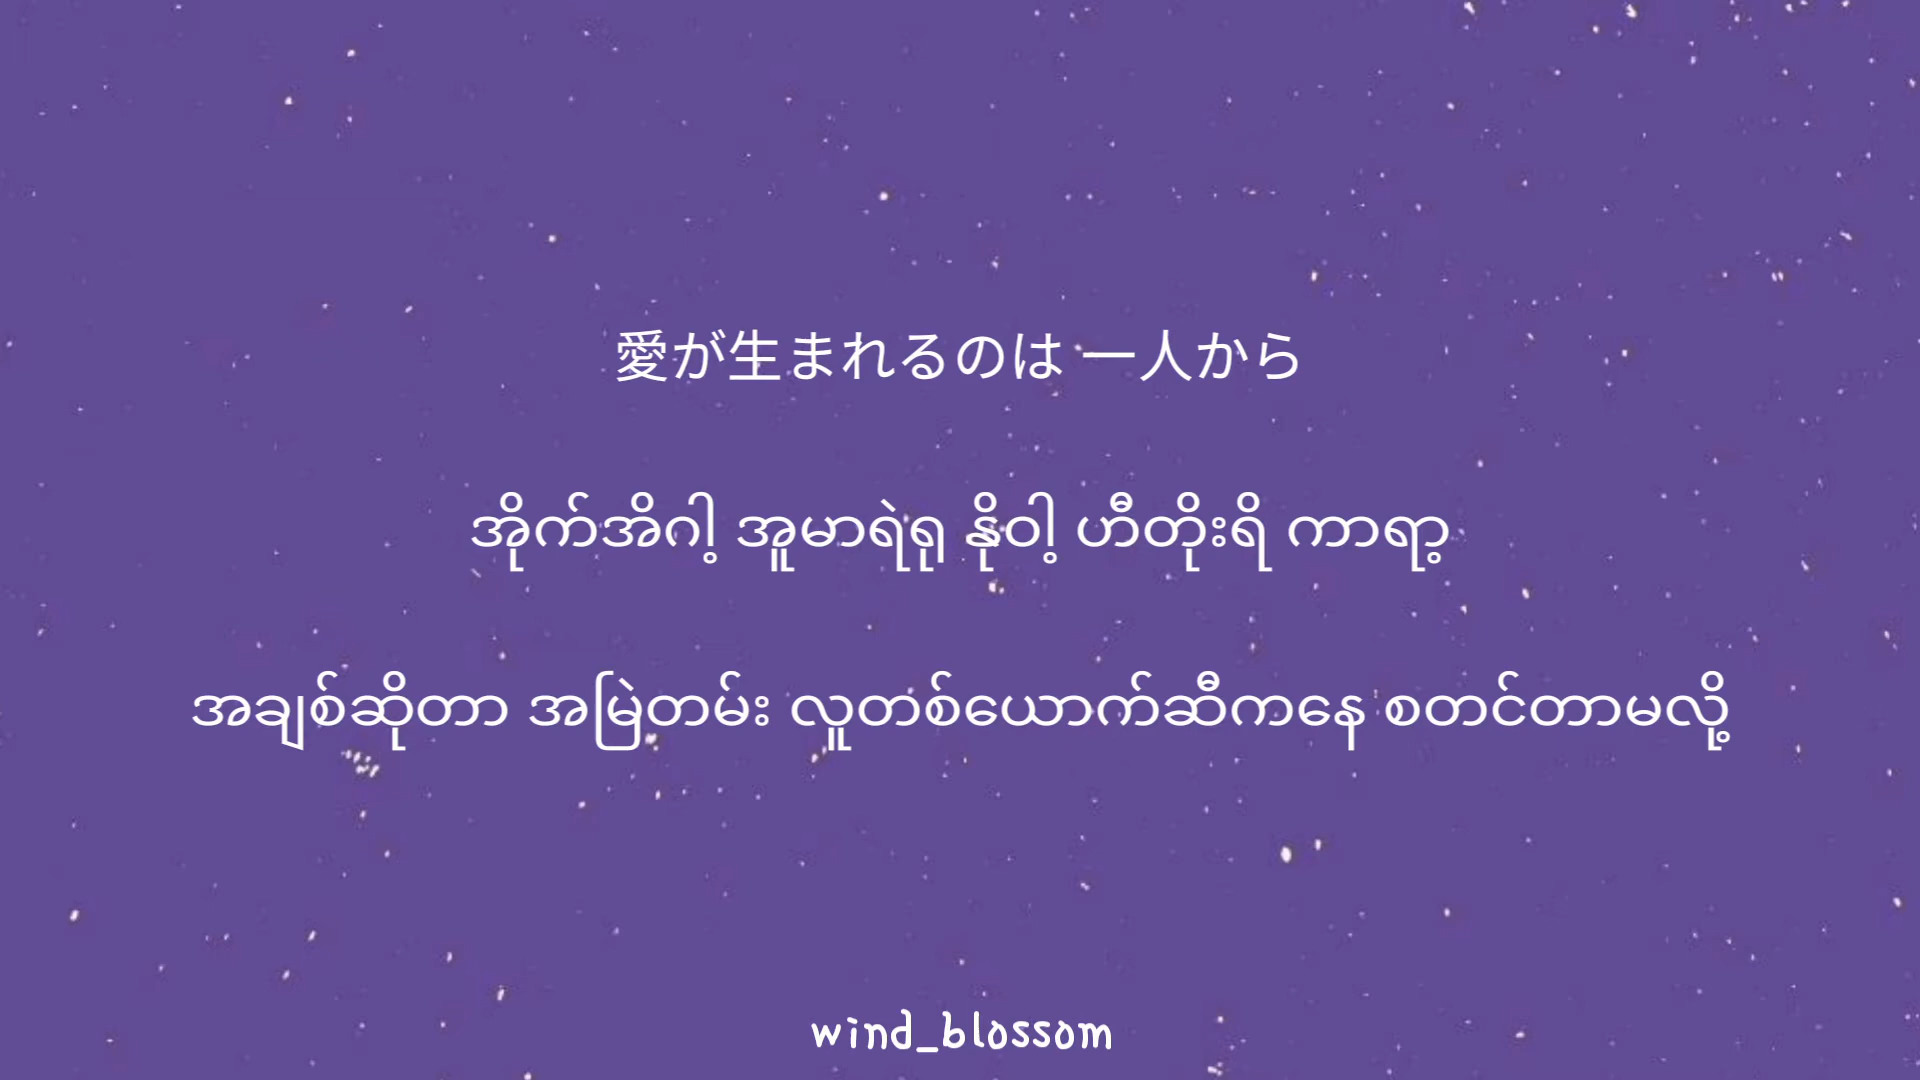 愛が生まれるのは 一人から
အိုက်အိဂါ့ အူမာရဲရု နိုဝါ့ ဟီတိုးရိ ကာရာ့
အချစ်ဆိုတာ အမြဲတမ်း လူတစ်ယောက်ဆီကနေ စတင်တာမလို့
wind_blossom